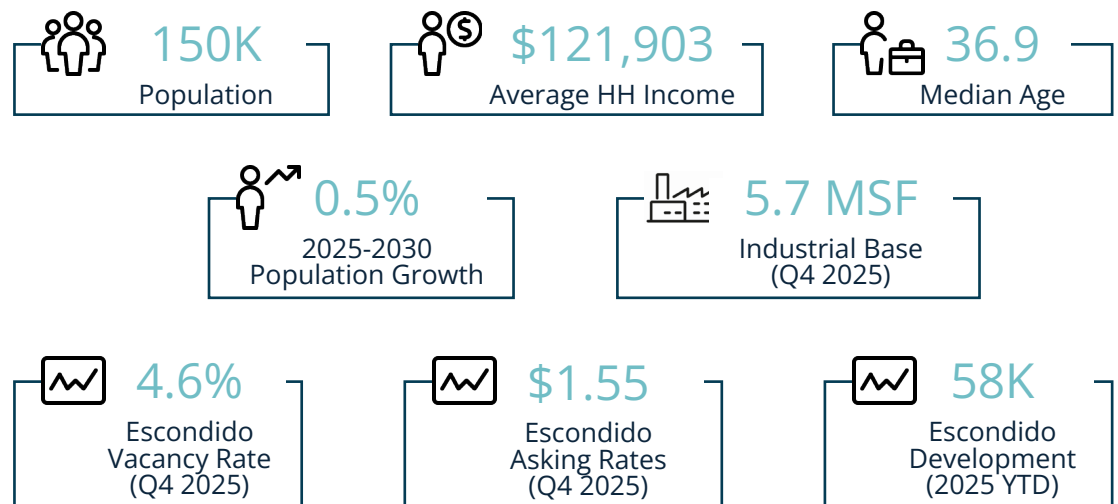 150K
Population
$121,903
Average HH Income
36.9
Median Age
0.5%
2025-2030
Population Growth
5.7 MSF
Industrial Base
(Q4 2025)
4.6%
Escondido
Vacancy Rate
(Q4 2025)
$1.55
Escondido
Asking Rates
(Q4 2025)
58K
Escondido
Development
(2025 YTD)